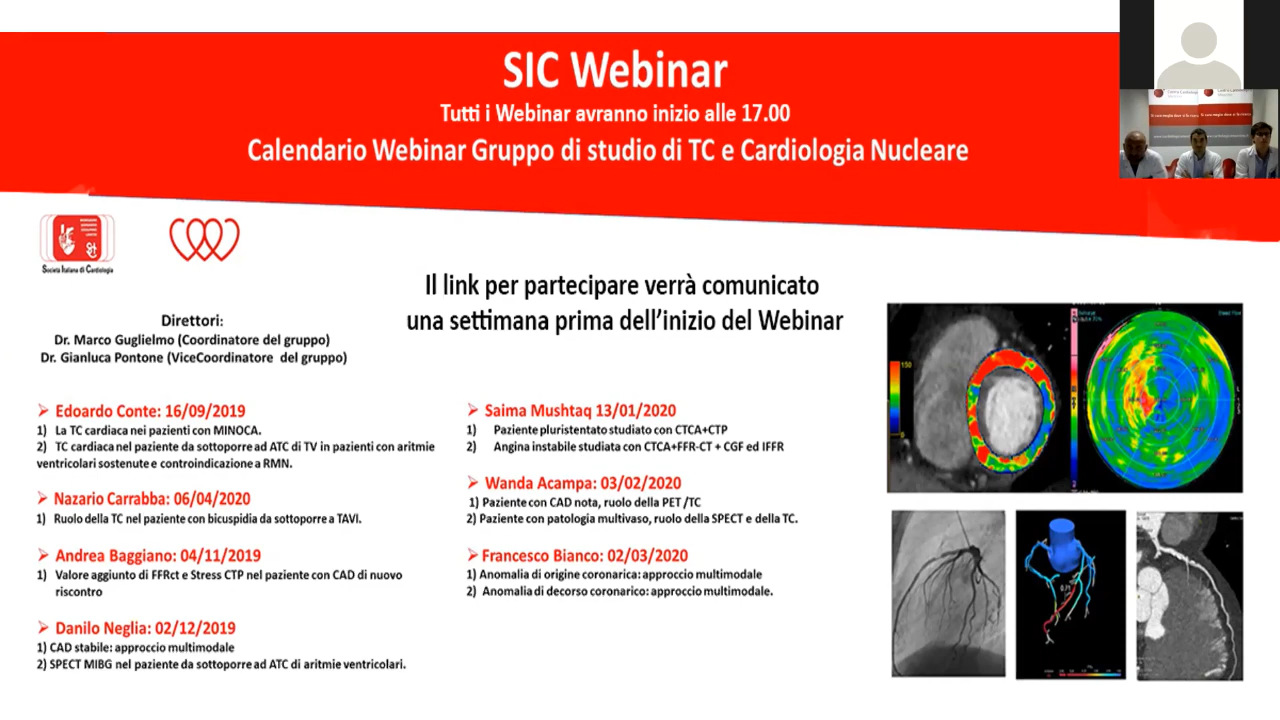 SIC Webinar
Tutti i Webinar avranno inizio alle 17.00
Calendario Webinar Gruppo di studio di TC e Cardiologia Nucleare
Società Italiana di Cardiologia
Il link per partecipare verrà comunicato
una settimana prima dell'inizio del Webinar
Direttori:
Dr. Marco Guglielmo (Coordinatore del gruppo)
Dr. Gianluca Pontone (ViceCoordinatore del gruppo)
Edoardo Conte: 16/09/2019
1) La TC cardiaca nei pazienti con MINOCA.
2) TC cardiaca nel paziente da sottoporre ad ATC di TV in pazienti con aritmie
ventricolari sostenute e controindicazione a RMN.
Nazario Carrabba: 06/04/2020
1) Ruolo della TC nel paziente con bicuspidia da sottoporre a TAVI.
Andrea Baggiano: 04/11/2019
1) Valore aggiunto di FFRct e Stress CTP nel paziente con CAD di nuovo
riscontro
Danilo Neglia: 02/12/2019
1) CAD stabile: approccio multimodale
2) SPECT MIBG nel paziente da sottoporre ad ATC di aritmie ventricolari.
Saima Mushtaq 13/01/2020
1) Paziente pluristentato studiato con CTCA+CTP
2) Angina instabile studiata con CTCA+FFR-CT + CGF ed IFFR
Wanda Acampa: 03/02/2020
1) Paziente con CAD nota, ruolo della PET /TC
2) Paziente con patologia multivaso, ruolo della SPECT e della TC.
Francesco Bianco: 02/03/2020
1) Anomalia di origine coronarica: approccio multimodale
2) Anomalia di decorso coronarico: approccio multimodale.
150
0.71